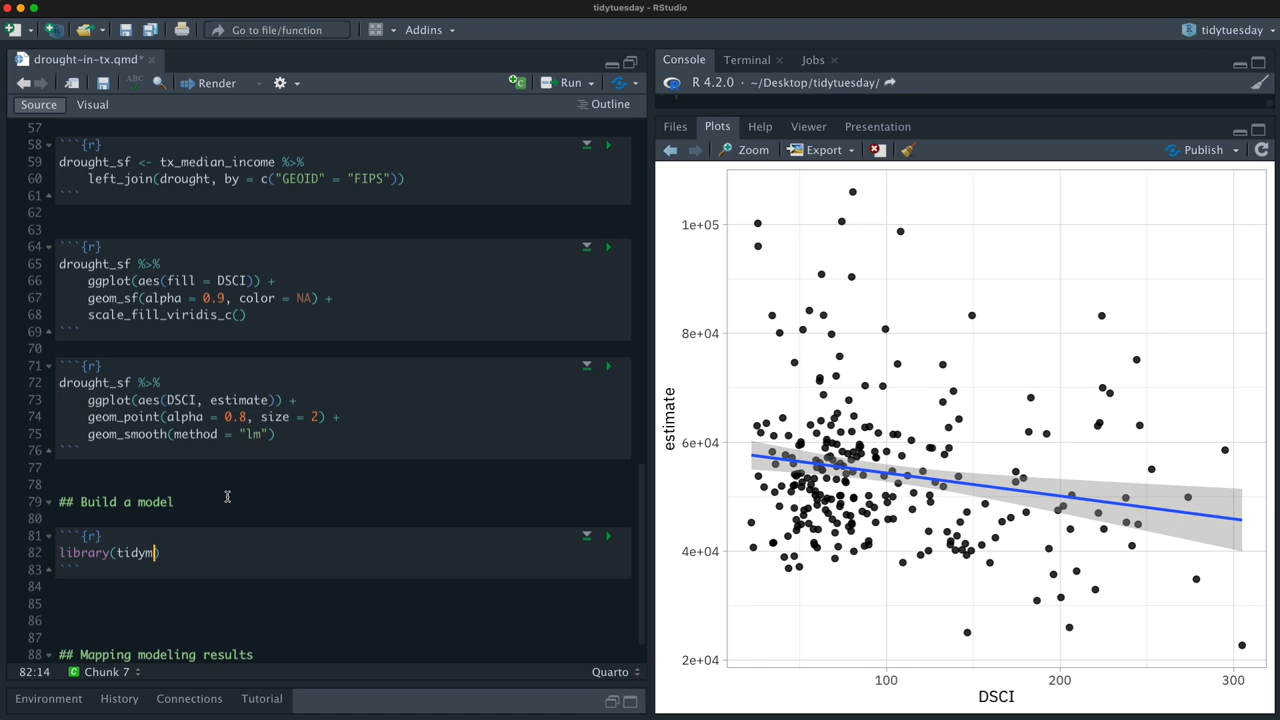 tidytuesday - RStudio
Go to file/function
Addins
tidytuesday
drought-in-tx.qmd*
ABC
Render
Run
Source Visual
Outline
57
58 ```{r}
59 drought_sf <- tx_median_income %>%
60 left_join(drought, by = c("GEOID" = "FIPS"))
61 ```
62
63
64 ```{r}
65 drought_sf %>%
66 ggplot(aes(fill = DSCI)) +
67 geom_sf(alpha = 0.9, color = NA) +
68 scale_fill_viridis_c()
69 ```
70
71 ```{r}
72 drought_sf %>%
73 ggplot(aes(DSCI, estimate)) +
74 geom_point(alpha = 0.8, size = 2) +
75 geom_smooth(method = "lm")
76 ```
77
78
79 ## Build a model
80
81 ```{r}
82 library(tidym)
83 ```
84
85
86
87
88 ## Mapping modeling results
82:14 Chunk 7 Quarto
Environment History Connections Tutorial
Console Terminal Jobs
R 4.2.0 · ~/Desktop/tidytuesday/
Files Plots Help Viewer Presentation
Zoom Export Publish
1e+05
8e+04
6e+04
4e+04
2e+04
estimate
100 200 300
DSCI